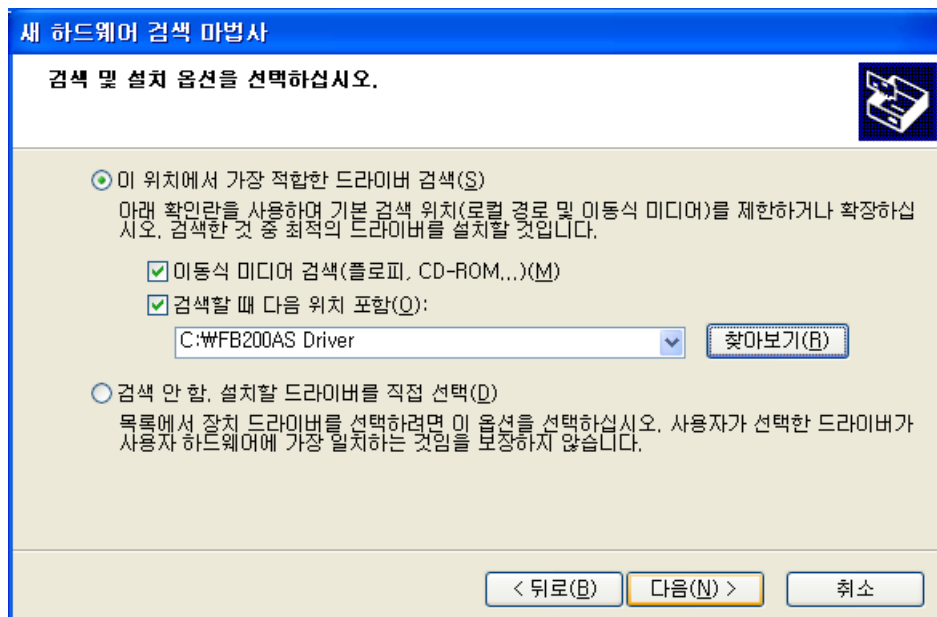 새 하드웨어 검색 마법사
검색 및 설치 옵션을 선택하십시오.
이 위치에서 가장 적합한 드라이버 검색(S)
아래 확인란을 사용하여 기본 검색 위치(로컬 경로 및 이동식 미디어)를 제한하거나 확장하십
시오. 검색한 것 중 최적의 드라이버를 설치할 것입니다.
이동식 미디어 검색(플로피, CD-ROM...)(M)
검색할 때 다음 위치 포함(O):
C:₩FB200AS Driver
찾아보기(R)
검색 안 함. 설치할 드라이버를 직접 선택(D)
목록에서 장치 드라이버를 선택하려면 이 옵션을 선택하십시오. 사용자가 선택한 드라이버가
사용자 하드웨어에 가장 일치하는 것임을 보장하지 않습니다.
< 뒤로(B) 다음(N) > 취소